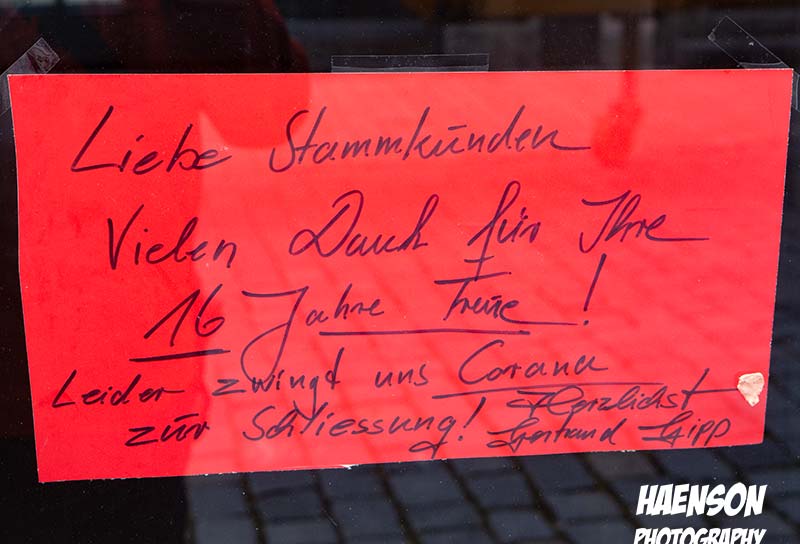 Liebe Stammkunden
Vielen Dank für Ihre
16 Jahre Treue!
Leider zwingt uns Corona
zur Schliessung! Herzlichst
HAENSON
PHOTOGRAPHY